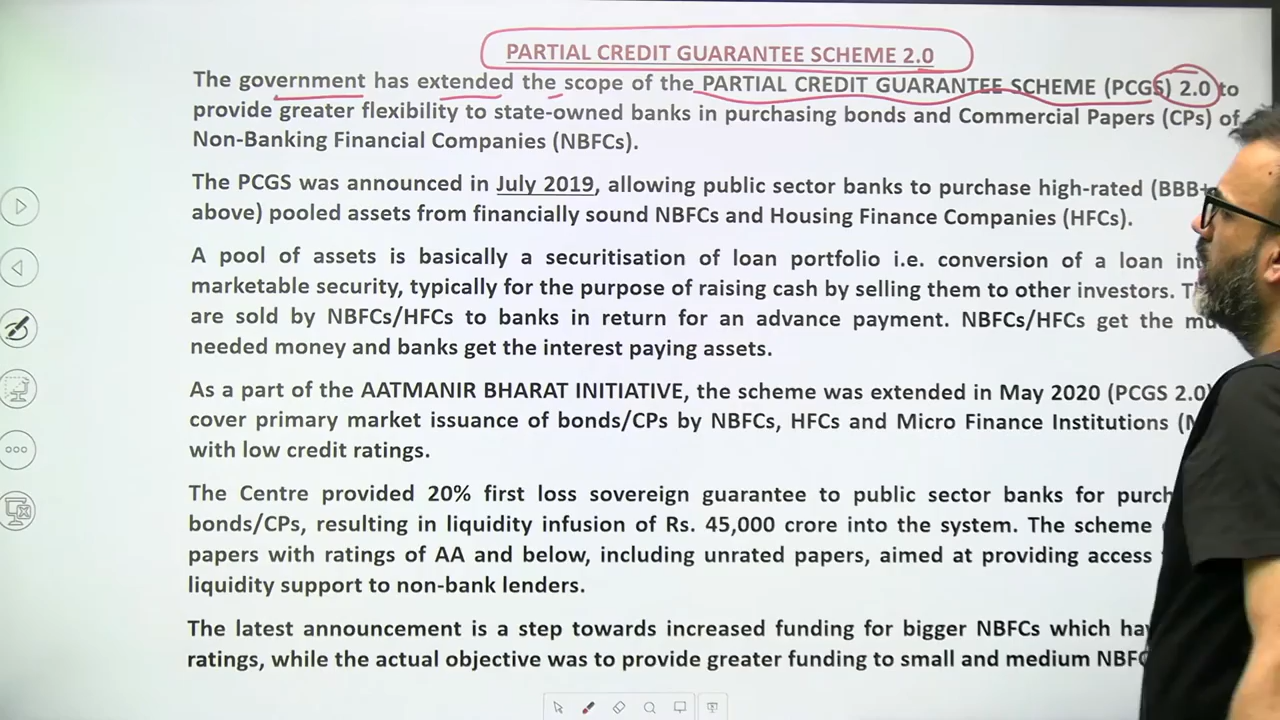 PARTIAL CREDIT GUARANTEE SCHEME 2.0
The government has extended the scope of the PARTIAL CREDIT GUARANTEE SCHEME (PCGS) 2.0 to
provide greater flexibility to state-owned banks in purchasing bonds and Commercial Papers (CPs) of
Non-Banking Financial Companies (NBFCs).
The PCGS was announced in July 2019, allowing public sector banks to purchase high-rated (BBB+
above) pooled assets from financially sound NBFCs and Housing Finance Companies (HFCs).
A pool of assets is basically a securitisation of loan portfolio i.e. conversion of a loan
marketable security, typically for the purpose of raising cash by selling them to other investors.
are sold by NBFCs/HFCs to banks in return for an advance payment. NBFCs/HFCs get the
needed money and banks get the interest paying assets.
As a part of the AATMANIR BHARAT INITIATIVE, the scheme was extended in May 2020 (PCGS 2.0)
cover primary market issuance of bonds/CPs by NBFCs, HFCs and Micro Finance Institutions
with low credit ratings.
The Centre provided 20% first loss sovereign guarantee to public sector banks for
bonds/CPs, resulting in liquidity infusion of Rs. 45,000 crore into the system. The scheme
papers with ratings of AA and below, including unrated papers, aimed at providing access
liquidity support to non-bank lenders.
The latest announcement is a step towards increased funding for bigger NBFCs which
ratings, while the actual objective was to provide greater funding to small and medium